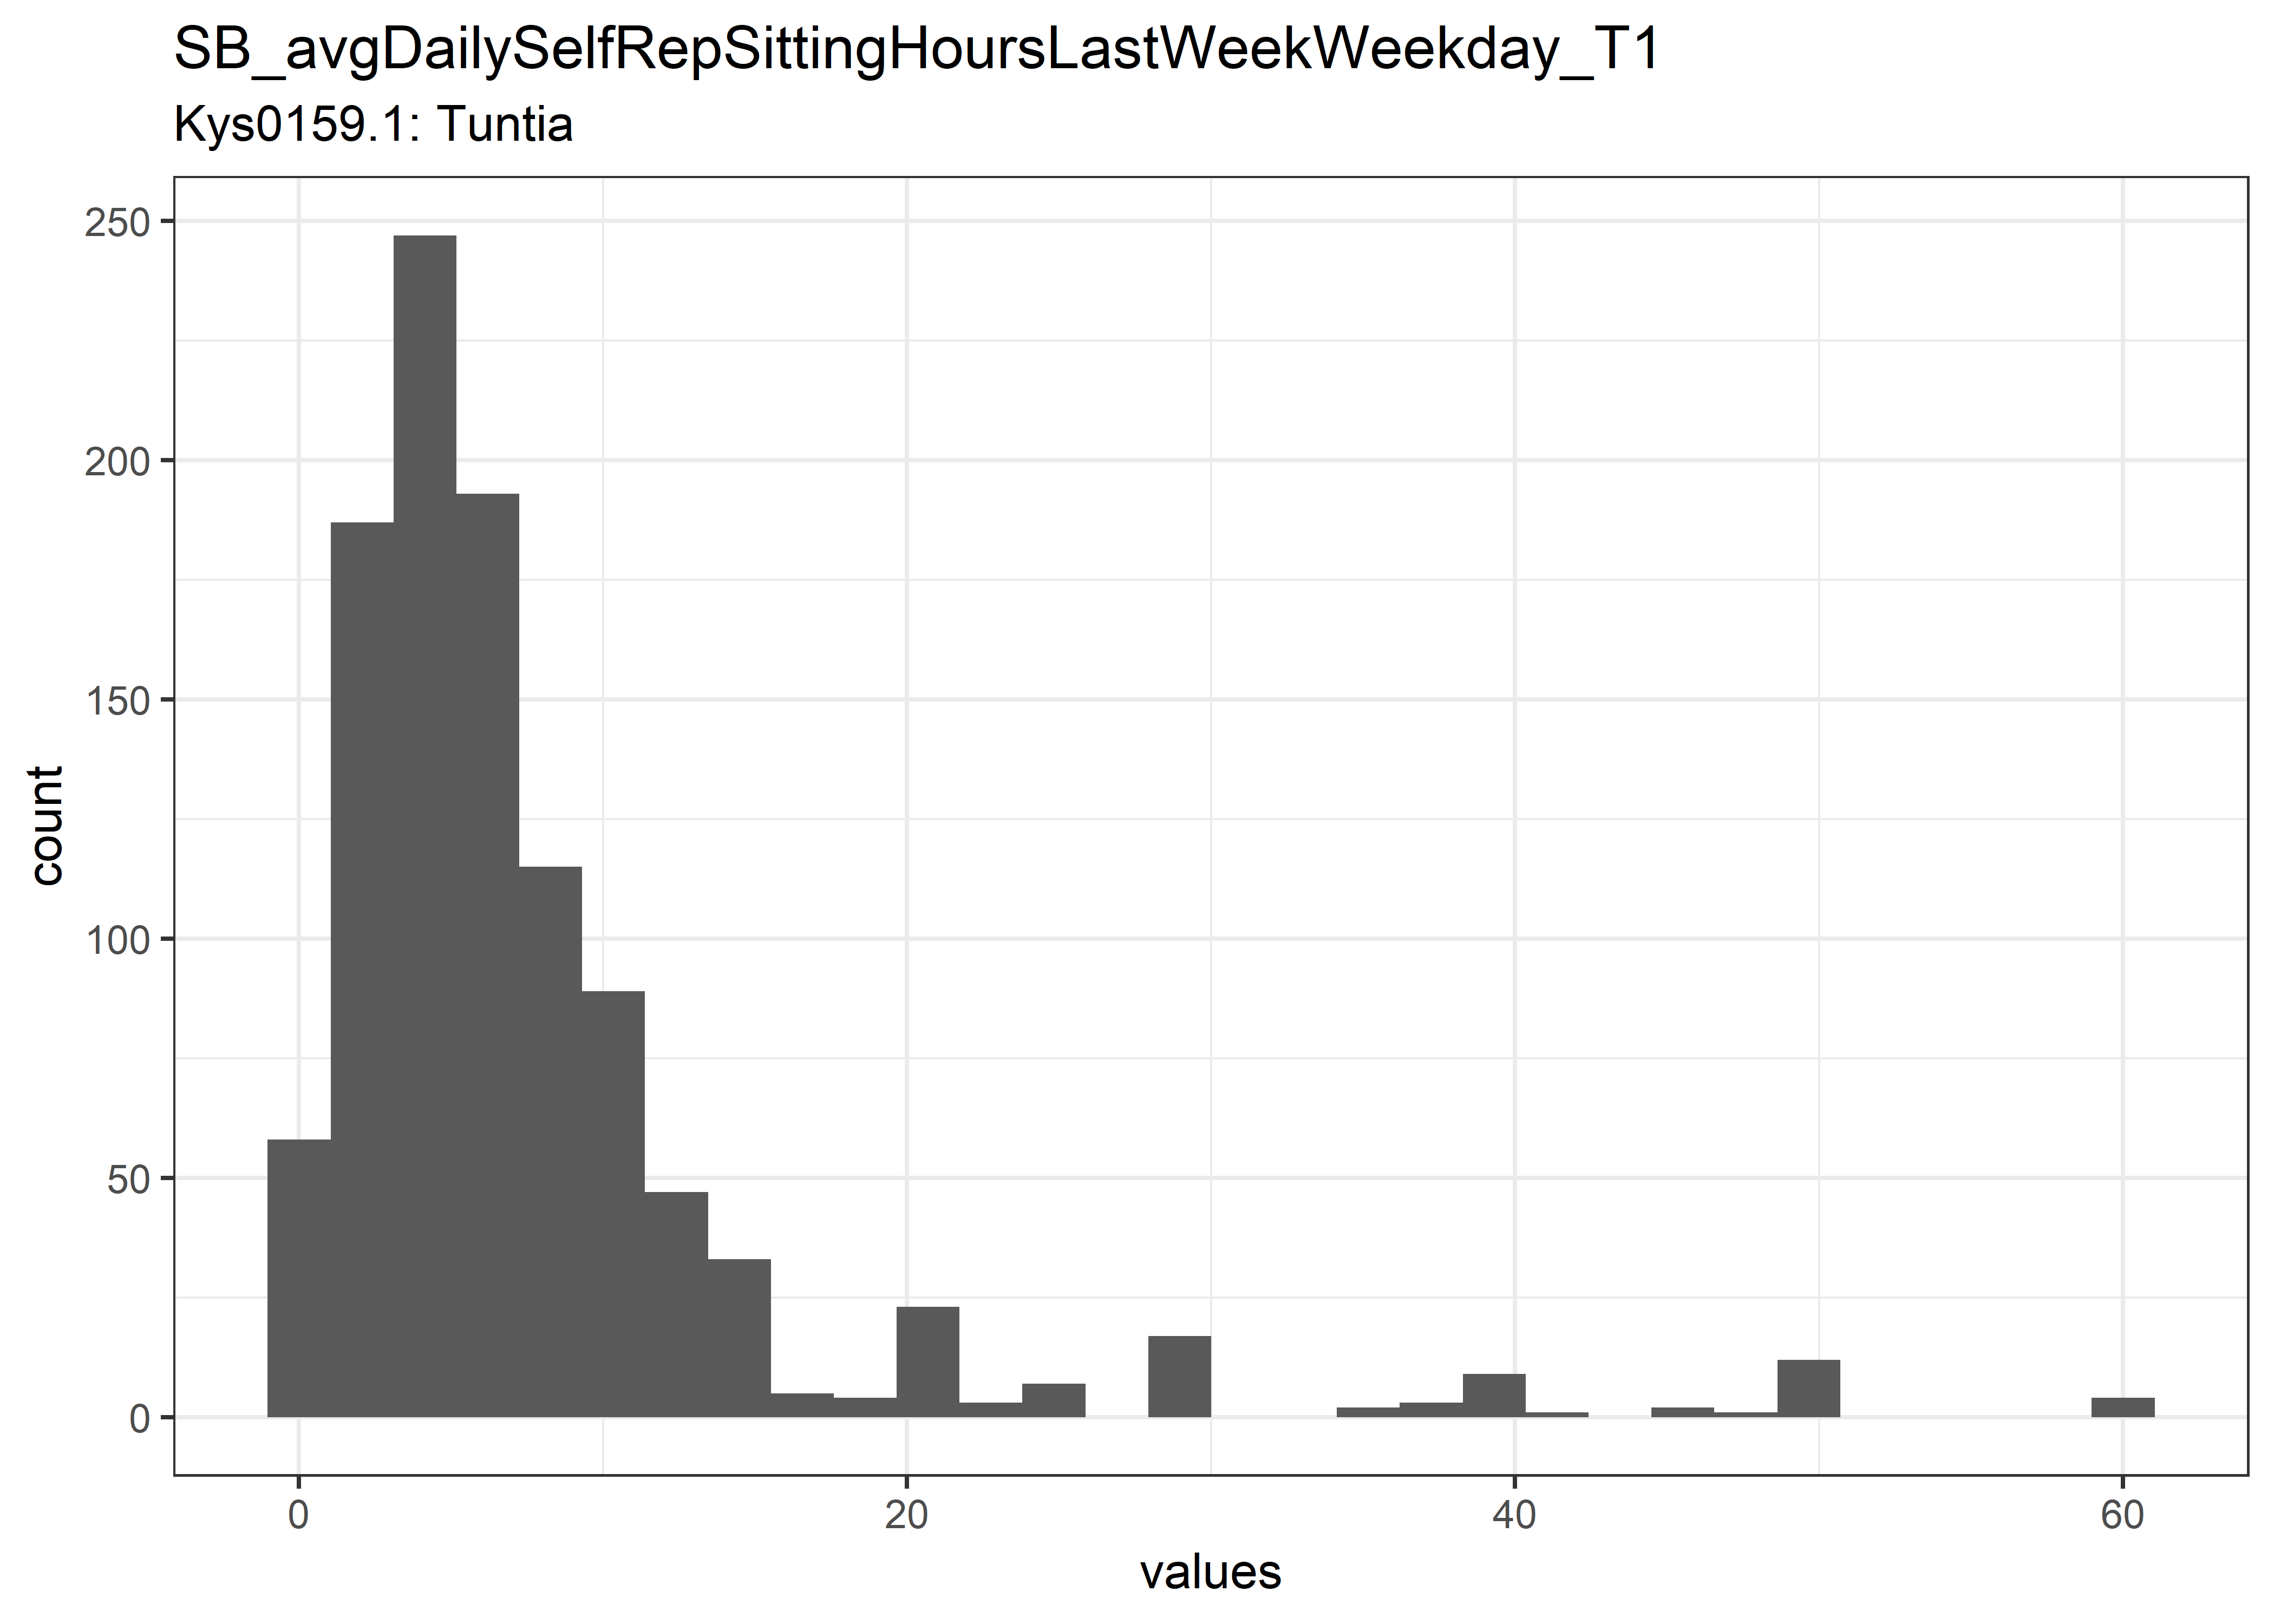 SB_avgDailySelfRepSittingHoursLastWeekWeekday_T1
Kys0159.1: Tuntia
250
200
150
100
50
0
count
0 20 40 60
values